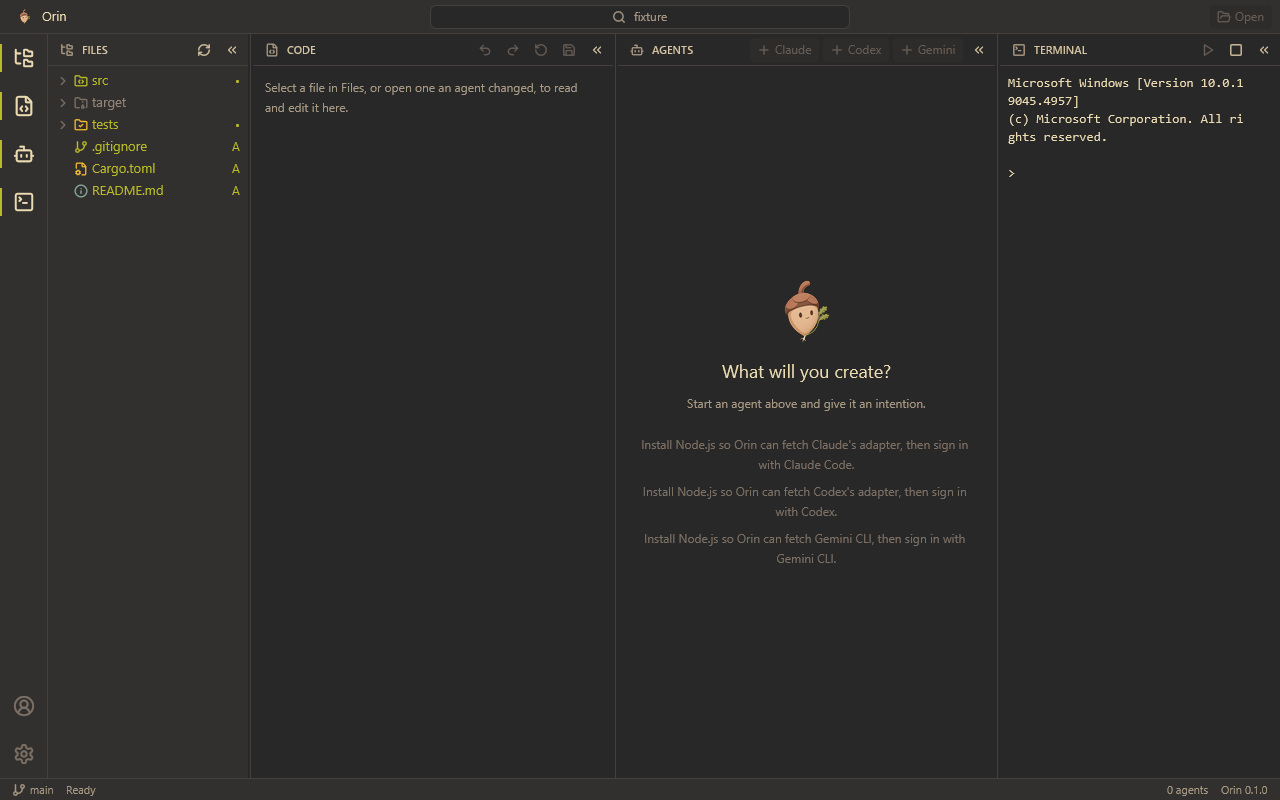 Orin
fixture
Open
FILES
src
target
tests
.gitignore A
Cargo.toml A
README.md A
CODE
Select a file in Files, or open one an agent changed, to read
and edit it here.
AGENTS
+ Claude
+ Codex
+ Gemini
What will you create?
Start an agent above and give it an intention.
Install Node.js so Orin can fetch Claude's adapter, then sign in
with Claude Code.
Install Node.js so Orin can fetch Codex's adapter, then sign in
with Codex.
Install Node.js so Orin can fetch Gemini CLI, then sign in with
Gemini CLI.
TERMINAL
Microsoft Windows [Version 10.0.1
9045.4957]
(c) Microsoft Corporation. All ri
ghts reserved.
>
main
Ready
0 agents
Orin 0.1.0